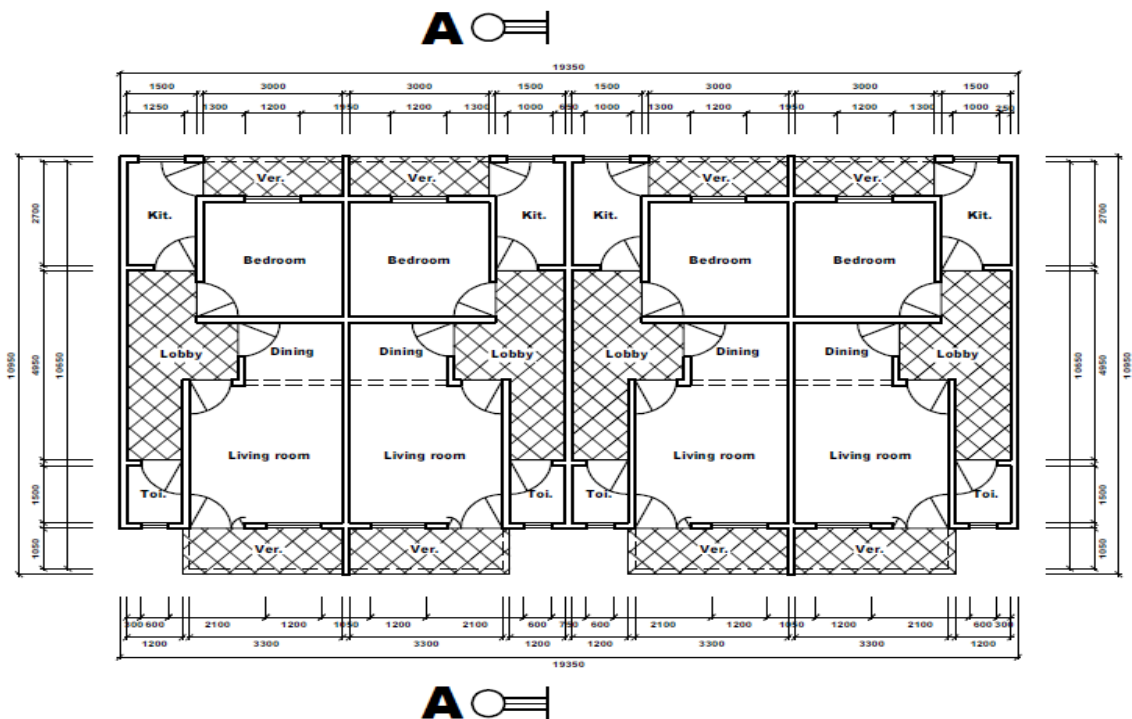 A
19350
1500 3000 3000 1500 1500 3000 3000 1500
1250 1300 1200 1950 1200 1300 1000 650 1000 1300 1200 1950 1200 1300 1000 250
Ver. Ver. Ver. Ver.
2700 Kit. Kit. Kit. Kit. 2700
Bedroom Bedroom Bedroom Bedroom
Dining Dining Dining Dining
Lobby Lobby Lobby Lobby
10950 4950 10650 10650 4950 10950
Living room Living room Living room Living room
1500 Toi. Toi. Toi. Toi. 1500
1050 Ver. Ver. Ver. Ver. 1050
300 600 2100 1200 1050 1200 2100 600 750 600 2100 1200 1050 1200 2100 600 300
1200 3300 3300 1200 1200 3300 3300 1200
19350
A